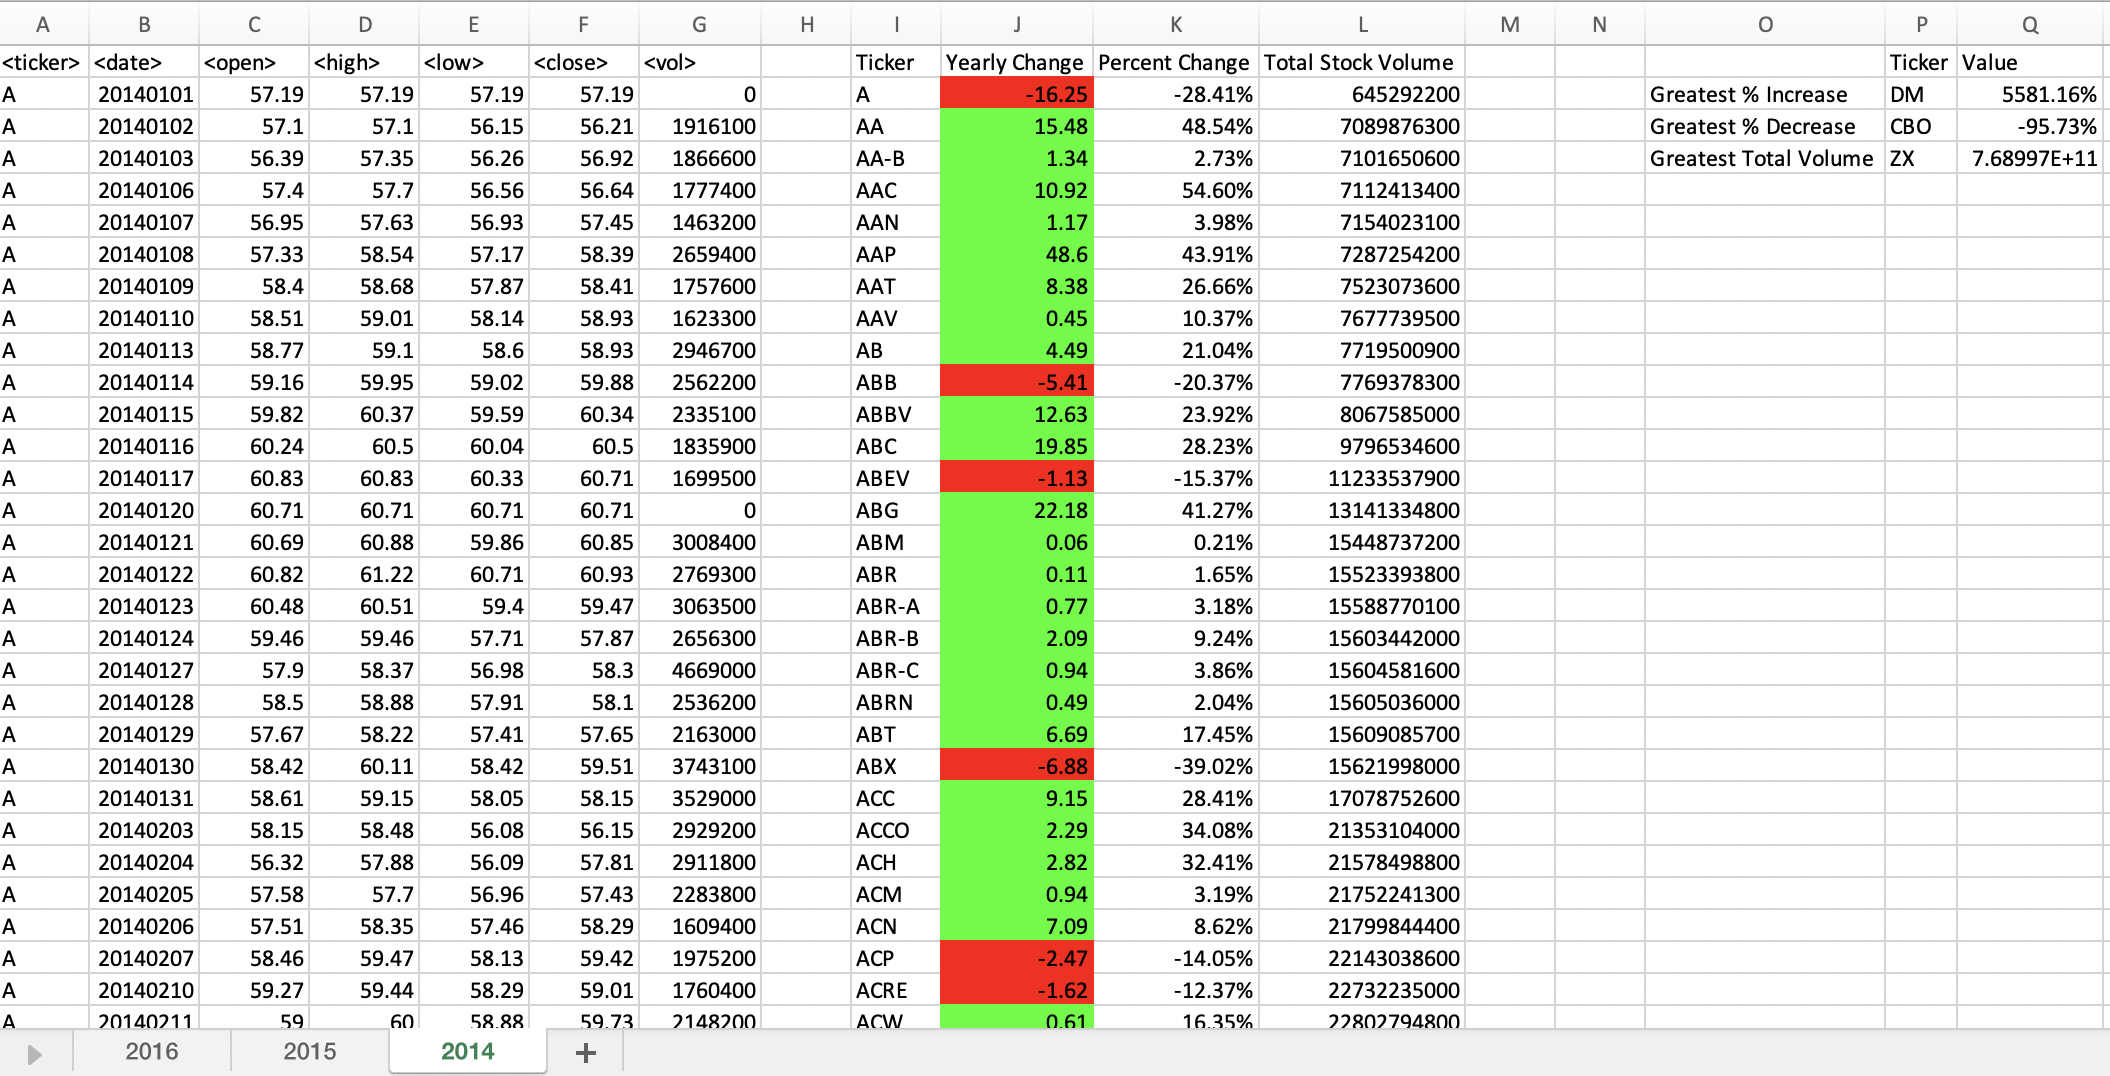 A B C D E F G H I J K L M N O P Q
<ticker> <date> <open> <high> <low> <close> <vol> Ticker Yearly Change Percent Change Total Stock Volume Ticker Value
A 20140101 57.19 57.19 57.19 57.19 0 A -16.25 -28.41% 645292200 Greatest % Increase DM 5581.16%
A 20140102 57.1 57.1 56.15 56.21 1916100 AA 15.48 48.54% 7089876300 Greatest % Decrease CBO -95.73%
A 20140103 56.39 57.35 56.26 56.92 1866600 AA-B 1.34 2.73% 7101650600 Greatest Total Volume ZX 7.68997E+11
A 20140106 57.4 57.7 56.56 56.64 1777400 AAC 10.92 54.60% 7112413400
A 20140107 56.95 57.63 56.93 57.45 1463200 AAN 1.17 3.98% 7154023100
A 20140108 57.33 58.54 57.17 58.39 2659400 AAP 48.6 43.91% 7287254200
A 20140109 58.4 58.68 57.87 58.41 1757600 AAT 8.38 26.66% 7523073600
A 20140110 58.51 59.01 58.14 58.93 1623300 AAV 0.45 10.37% 7677739500
A 20140113 58.77 59.1 58.6 58.93 2946700 AB 4.49 21.04% 7719500900
A 20140114 59.16 59.95 59.02 59.88 2562200 ABB -5.41 -20.37% 7769378300
A 20140115 59.82 60.37 59.59 60.34 2335100 ABBV 12.63 23.92% 8067585000
A 20140116 60.24 60.5 60.04 60.5 1835900 ABC 19.85 28.23% 9796534600
A 20140117 60.83 60.83 60.33 60.71 1699500 ABEV -1.13 -15.37% 11233537900
A 20140120 60.71 60.71 60.71 60.71 0 ABG 22.18 41.27% 13141334800
A 20140121 60.69 60.88 59.86 60.85 3008400 ABM 0.06 0.21% 15448737200
A 20140122 60.82 61.22 60.71 60.93 2769300 ABR 0.11 1.65% 15523393800
A 20140123 60.48 60.51 59.4 59.47 3063500 ABR-A 0.77 3.18% 15588770100
A 20140124 59.46 59.46 57.71 57.87 2656300 ABR-B 2.09 9.24% 15603442000
A 20140127 57.9 58.37 56.98 58.3 4669000 ABR-C 0.94 3.86% 15604581600
A 20140128 58.5 58.88 57.91 58.1 2536200 ABRN 0.49 2.04% 15605036000
A 20140129 57.67 58.22 57.41 57.65 2163000 ABT 6.69 17.45% 15609085700
A 20140130 58.42 60.11 58.42 59.51 3743100 ABX -6.88 -39.02% 15621998000
A 20140131 58.61 59.15 58.05 58.15 3529000 ACC 9.15 28.41% 17078752600
A 20140203 58.15 58.48 56.08 56.15 2929200 ACCO 2.29 34.08% 21353104000
A 20140204 56.32 57.88 56.09 57.81 2911800 ACH 2.82 32.41% 21578498800
A 20140205 57.58 57.7 56.96 57.43 2283800 ACM 0.94 3.19% 21752241300
A 20140206 57.51 58.35 57.46 58.29 1609400 ACN 7.09 8.62% 21799844400
A 20140207 58.46 59.47 58.13 59.42 1975200 ACP -2.47 -14.05% 22143038600
A 20140210 59.27 59.44 58.29 59.01 1760400 ACRE -1.62 -12.37% 22732235000
A 20140211 59 60 58.88 59.73 2148200 ACW 0.61 16.35% 22802794800
2016 2015 2014 +